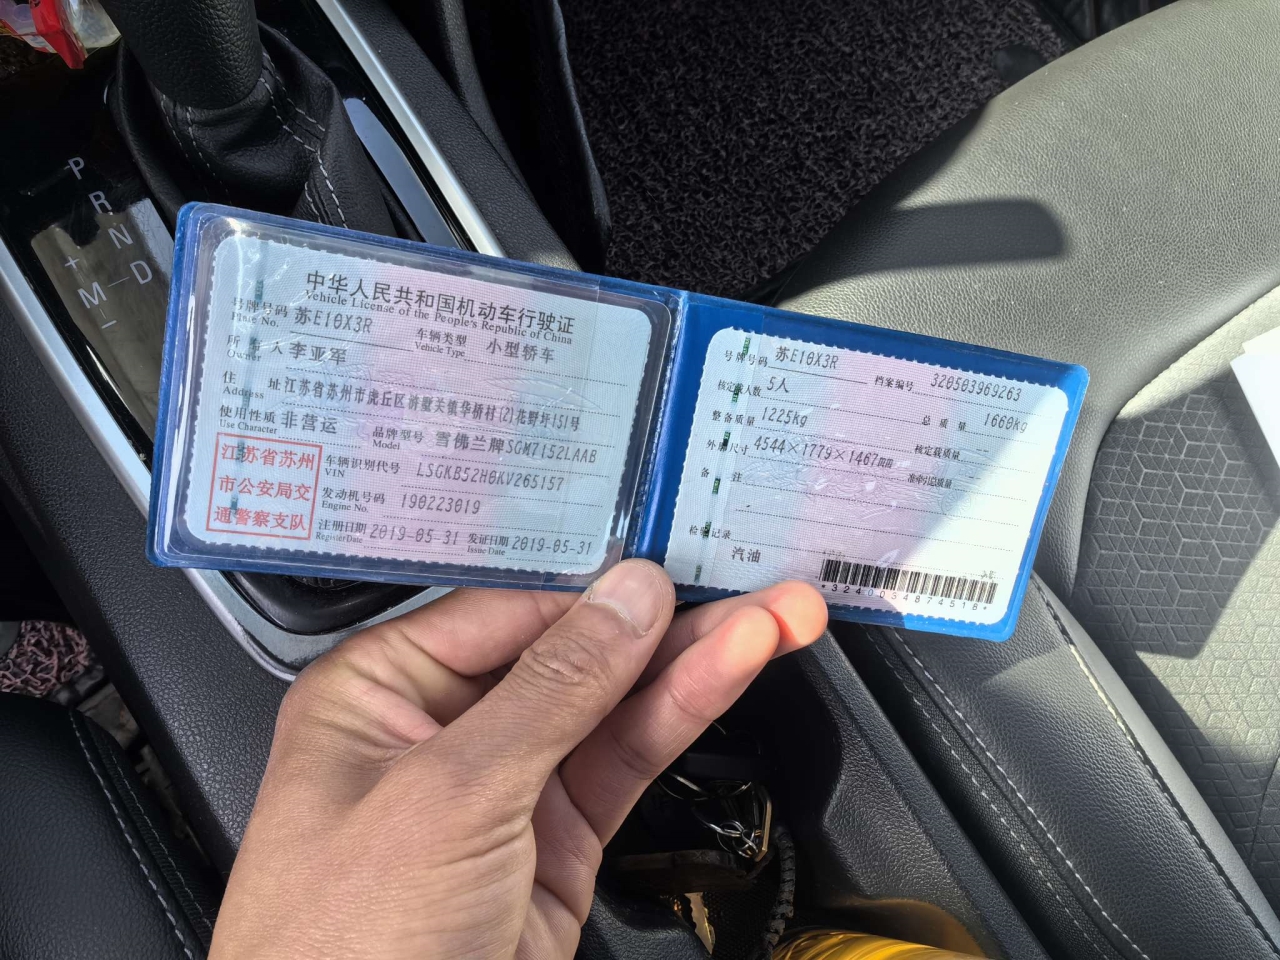 P
R
N
+
M — D
—
中华人民共和国机动车行驶证
Vehicle License of the People's Republic of China
号牌号码 苏E10X3R 车辆类型 小型轿车
Plate No. Vehicle Type
所有人 李亚军
Owner
住址 江苏省苏州市虎丘区浒墅关镇华桥村(2)花野圩151号
Address
使用性质 非营运 品牌型号 雪佛兰牌SGM7152LAAB
Use Character Model
江苏省苏州
市公安局交
通警察支队
车辆识别代号 LSGKB52H0KV265157
VIN
发动机号码 190223019
Engine No.
注册日期 2019-05-31 发证日期 2019-05-31
Register Date Issue Date
号牌号码 苏E10X3R 档案编号 320503969263
核定载人数 5人 总质量 1660kg
整备质量 1225kg 核定载质量 --
外廓尺寸 4544×1779×1467mm 准牵引总质量 --
备注
检验记录
汽油
*3240034874518*